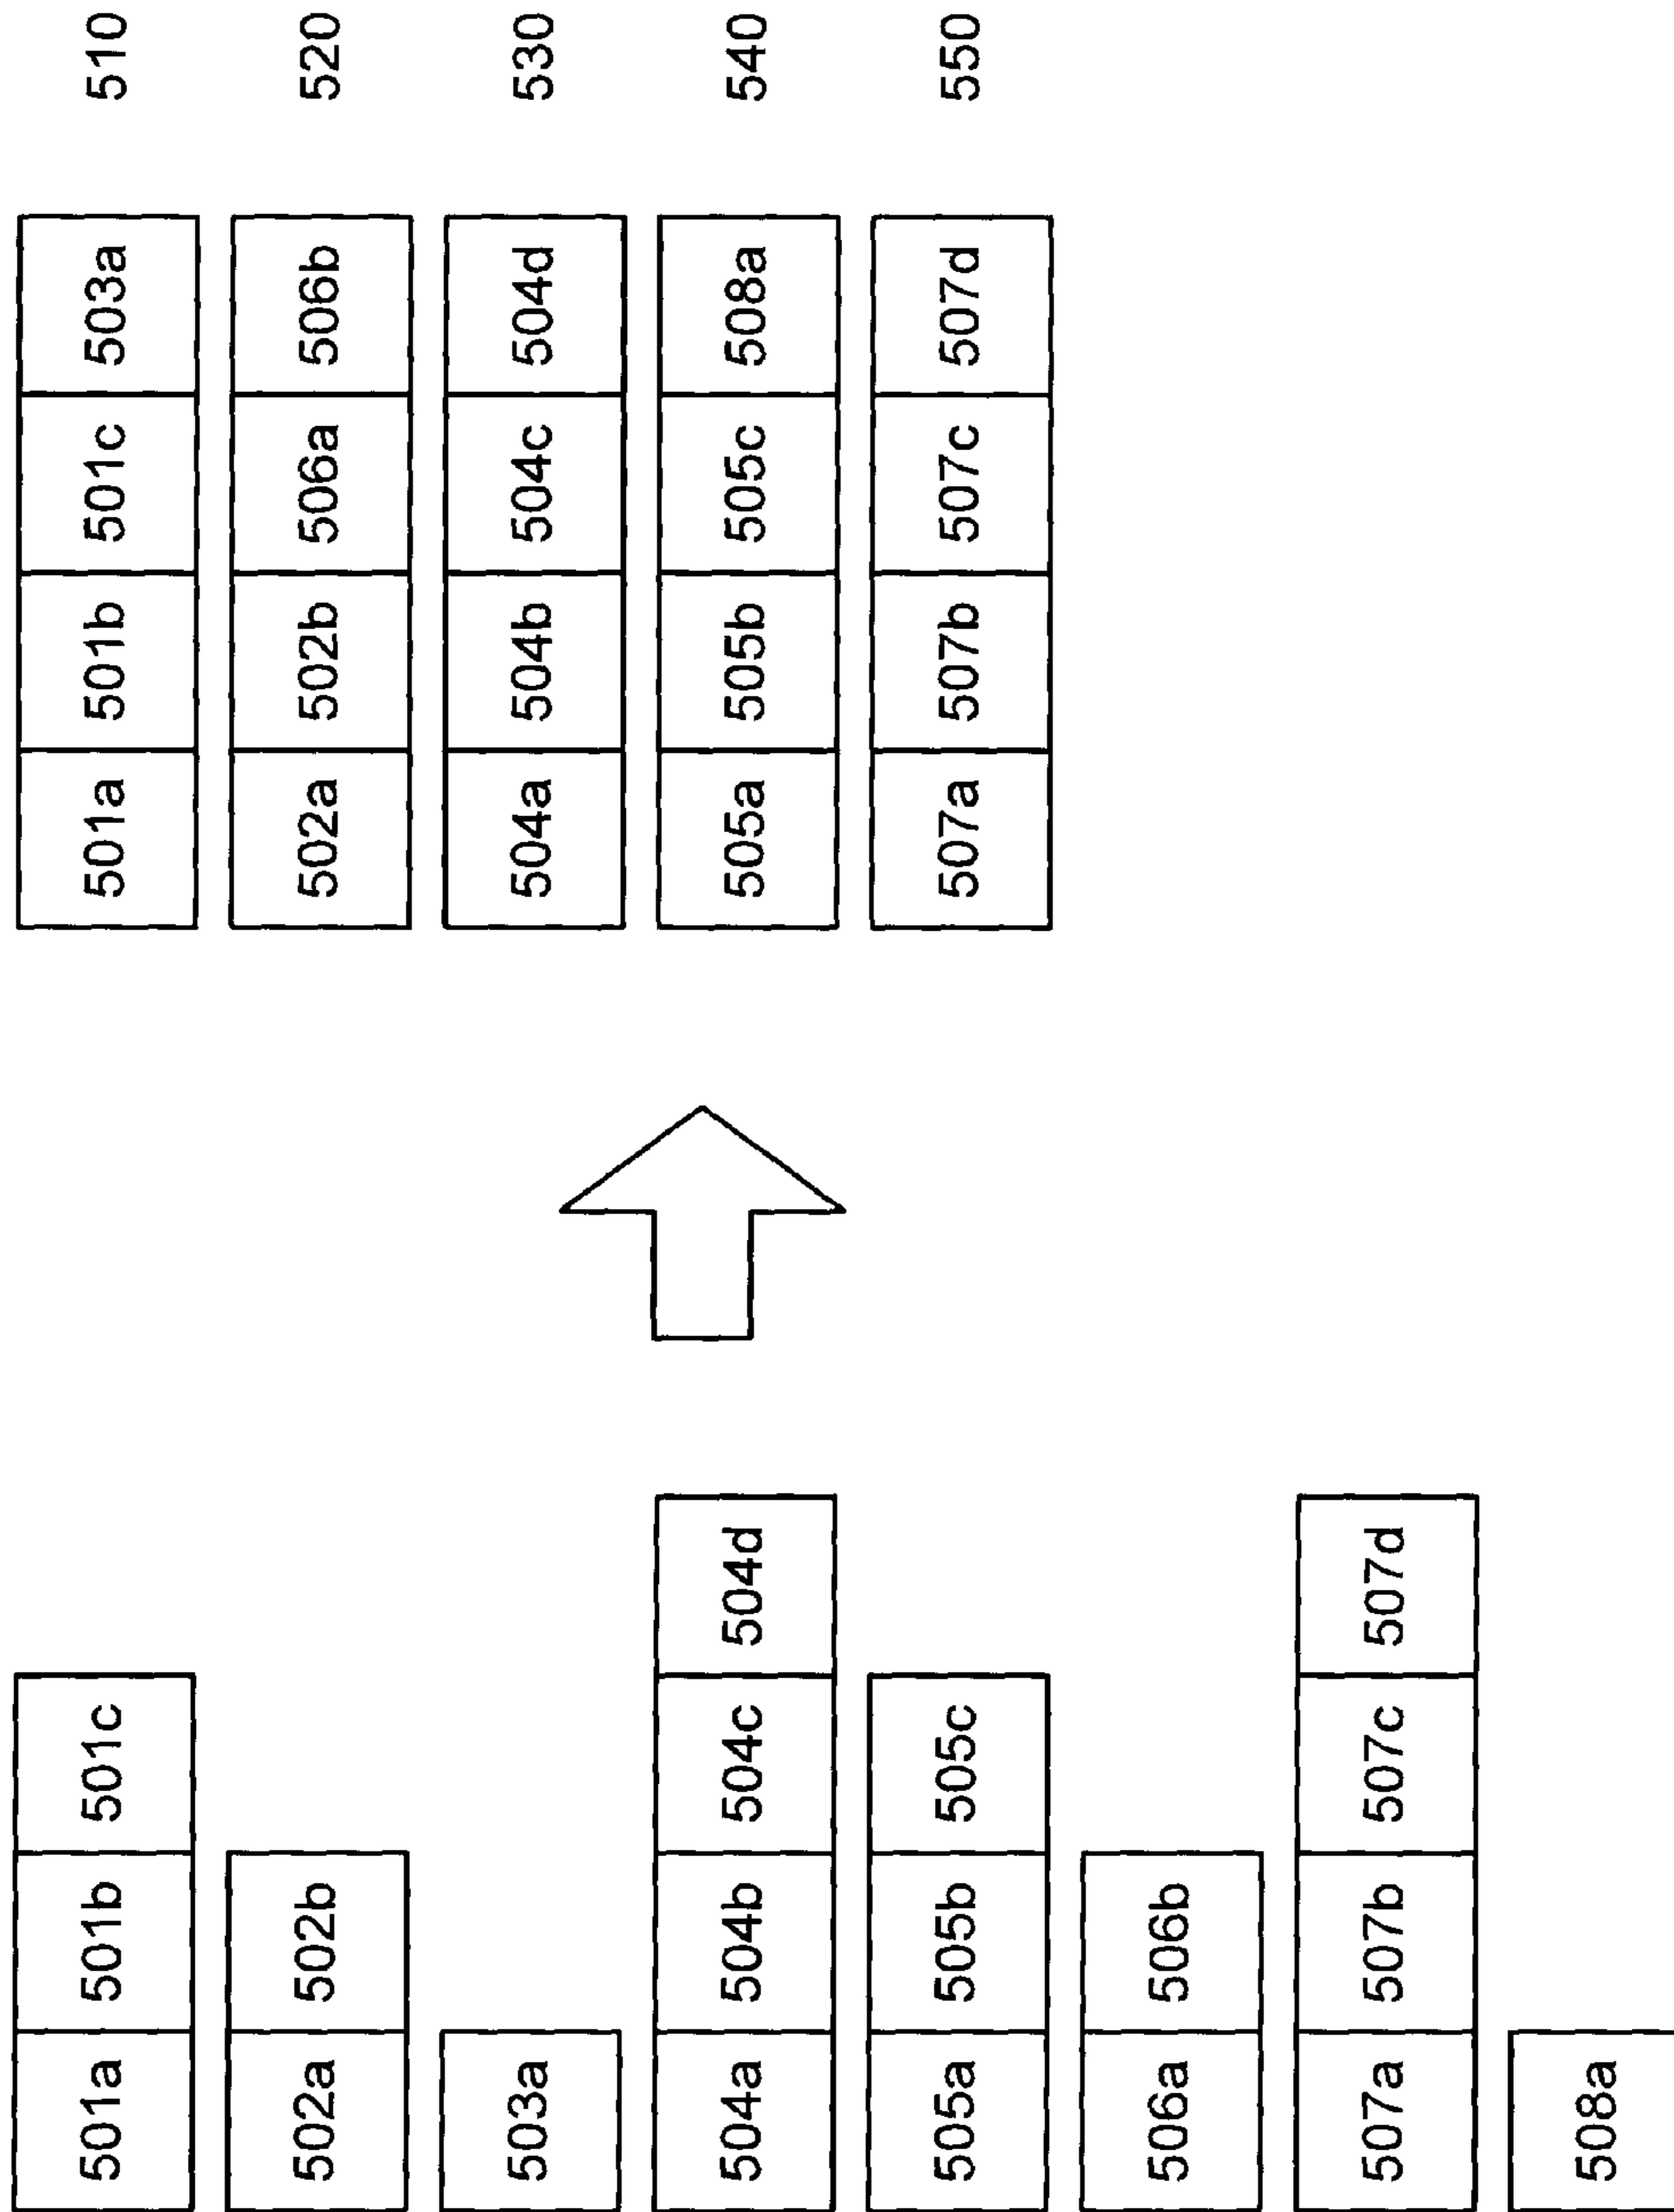 501a 501b 501c
502a 502b
503a
504a 504b 504c 504d
505a 505b 505c
506a 506b
507a 507b 507c 507d
508a
501a 501b 501c 503a 510
502a 502b 506a 506b 520
504a 504b 504c 504d 530
505a 505b 505c 508a 540
507a 507b 507c 507d 550